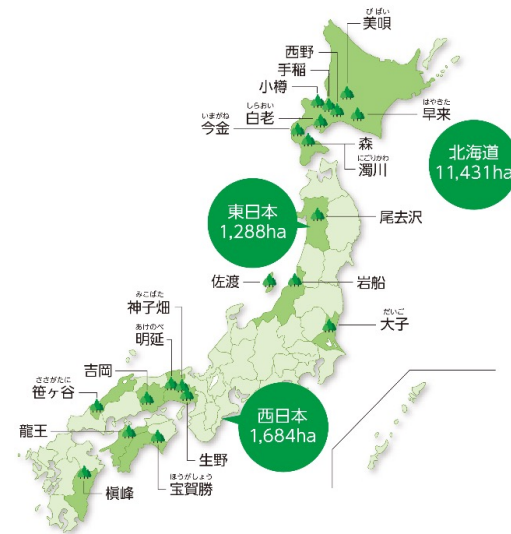 びばい
美唄
西野
手稲
小樽
しらおい
白老
いまがね
今金
はやきた
早来
森
にごりかわ
濁川
北海道
11,431ha
東日本
1,288ha
尾去沢
佐渡
岩船
だいご
大子
みこばた
神子畑
あけのべ
明延
吉岡
ささがたに
笹ヶ谷
西日本
1,684ha
龍王
生野
ほうがしょう
宝賀勝
槇峰